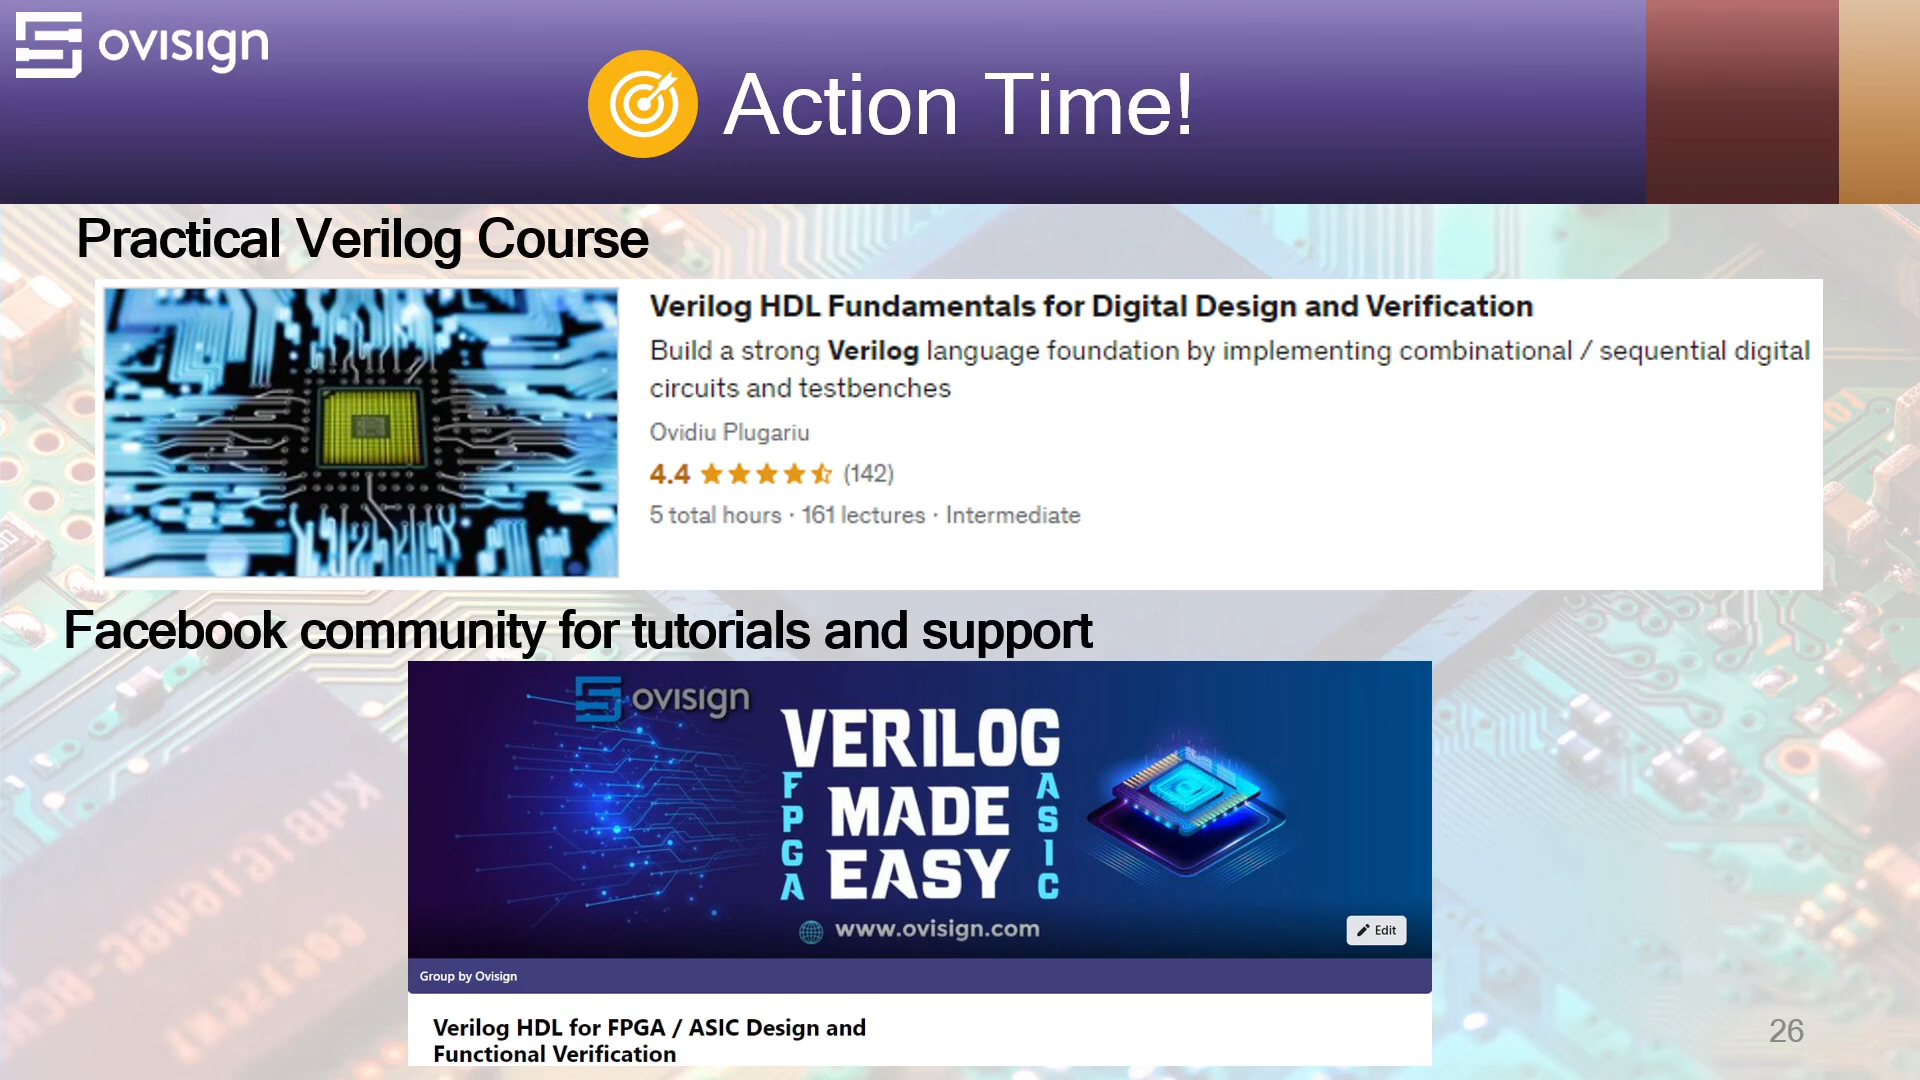 ovisign
Action Time!
Practical Verilog Course
Verilog HDL Fundamentals for Digital Design and Verification
Build a strong Verilog language foundation by implementing combinational / sequential digital
circuits and testbenches
Ovidiu Plugariu
4.4 (142)
5 total hours · 161 lectures · Intermediate
Facebook community for tutorials and support
ovisign
VERILOG
FPGA
MADE
EASY
ASIC
www.ovisign.com
Edit
Group by Ovisign
Verilog HDL for FPGA / ASIC Design and
Functional Verification
26